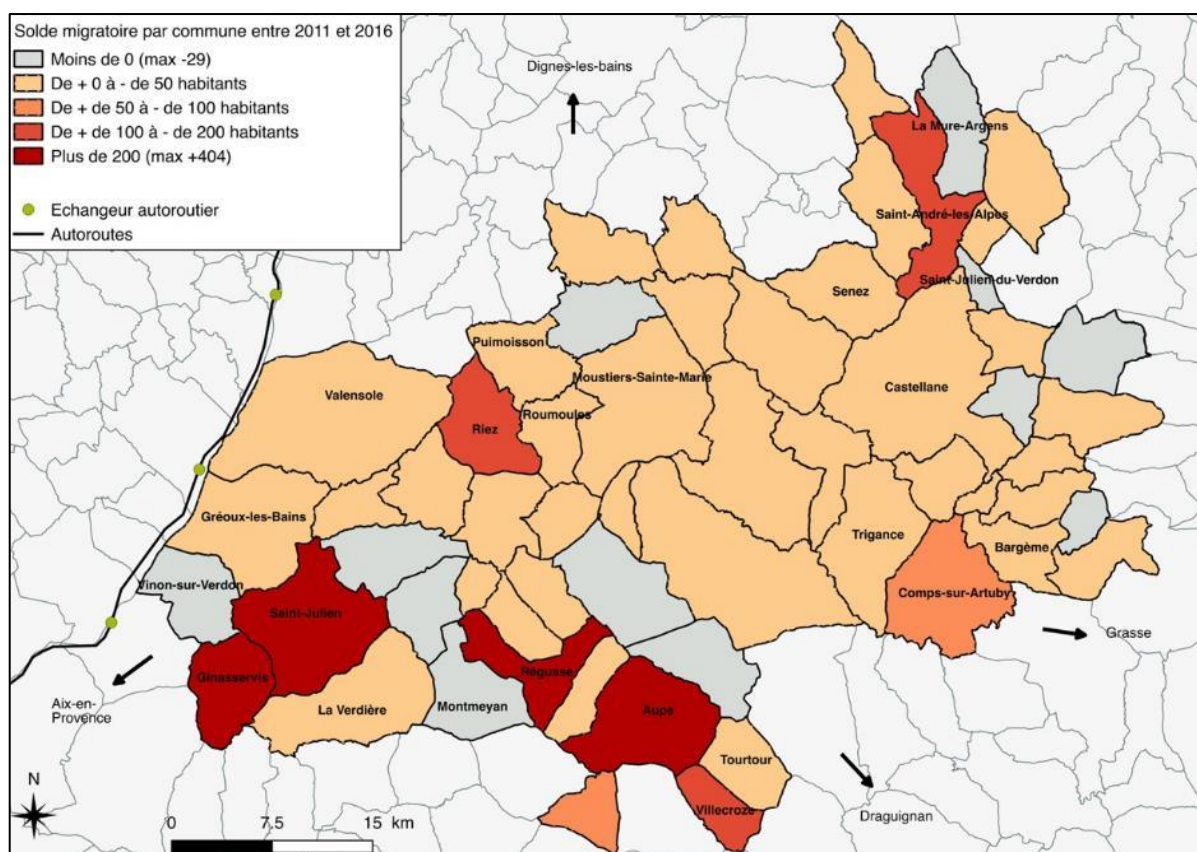 Solde migratoire par commune entre 2011 et 2016
Moins de 0 (max -29)
De + 0 à - de 50 habitants
De + de 50 à - de 100 habitants
De + de 100 à - de 200 habitants
Plus de 200 (max +404)
Echangeur autoroutier
Autoroutes
Dignes-les-bains
La Mure-Argens
Saint-André-les-Alpes
Saint-Julien-du-Verdon
Senez
Puimoisson
Moustiers-Sainte-Marie
Castellane
Valensole
Roumoules
Riez
Gréoux-les-Bains
Trigance
Bargème
Vinon-sur-Verdon
Comps-sur-Artuby
Saint-Julien
Grasse
Ginasservis
Régusse
Aix-en-
Provence
La Verdière
Montmeyan
Aups
Tourtour
N
Villecroze
Draguignan
0 7.5 15 km